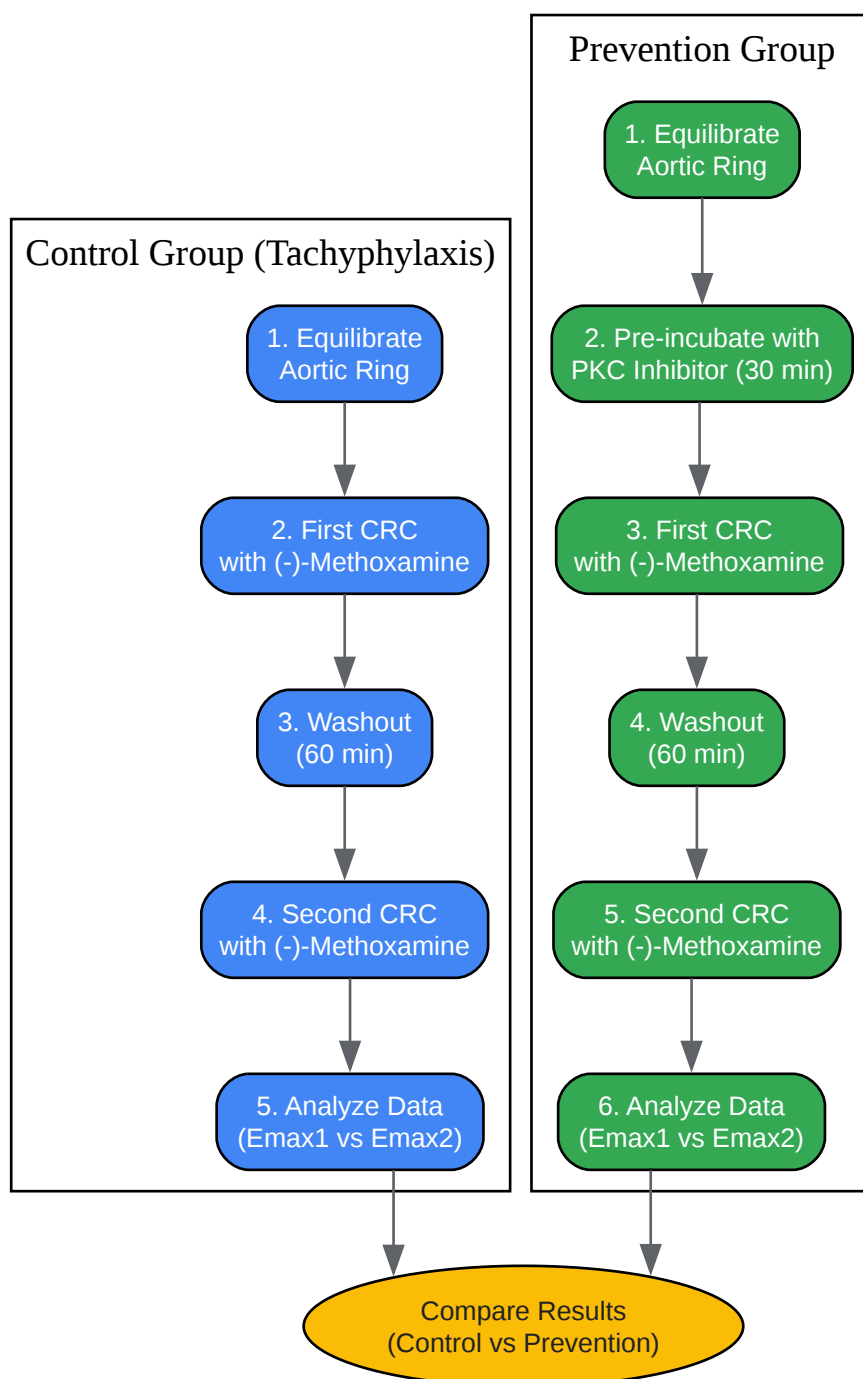 Control Group (Tachyphylaxis)
1. Equilibrate
Aortic Ring
2. First CRC
with (-)-Methoxamine
3. Washout
(60 min)
4. Second CRC
with (-)-Methoxamine
5. Analyze Data
(Emax1 vs Emax2)
Prevention Group
1. Equilibrate
Aortic Ring
2. Pre-incubate with
PKC Inhibitor (30 min)
3. First CRC
with (-)-Methoxamine
4. Washout
(60 min)
5. Second CRC
with (-)-Methoxamine
6. Analyze Data
(Emax1 vs Emax2)
Compare Results
(Control vs Prevention)